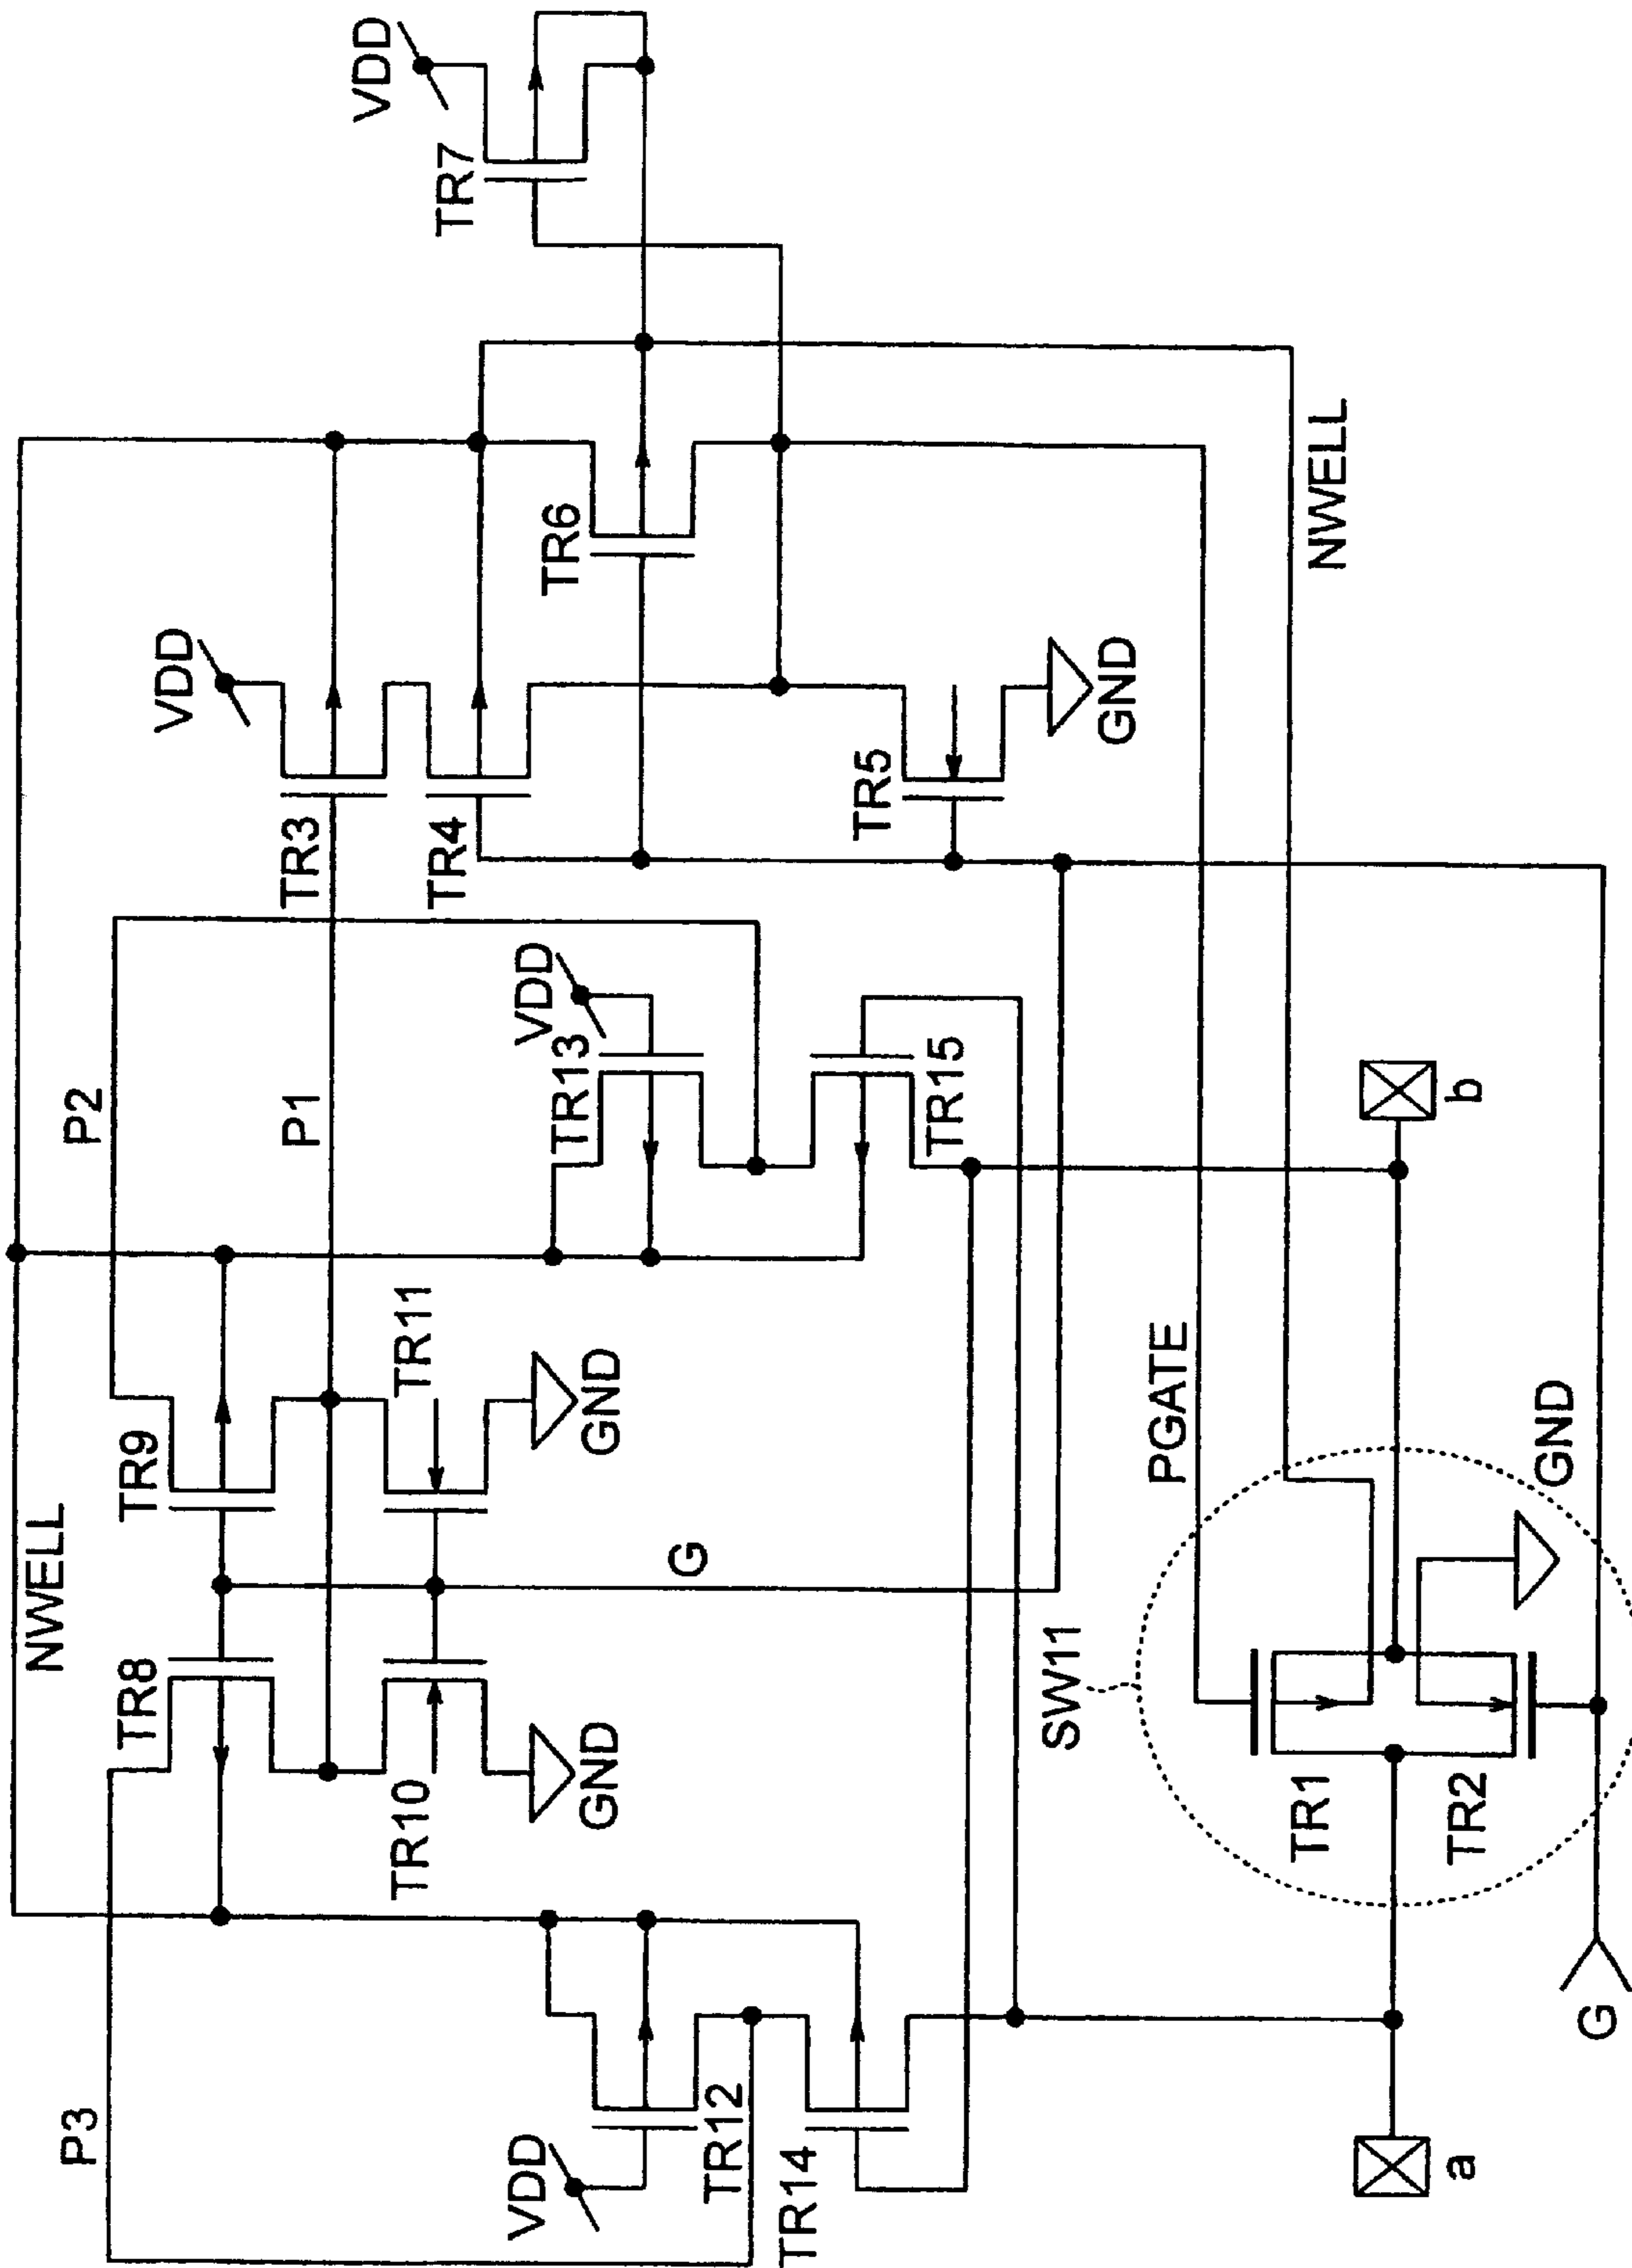 NWELL
P3
P2
P1
VDD
VDD
TR8
TR9
TR3
TR7
TR10
TR11
TR4
GND
GND
VDD
TR12
TR14
VDD
TR13
TR15
TR6
TR5
GND
G
SW11
PGATE
NWELL
TR1
TR2
GND
a
b
G